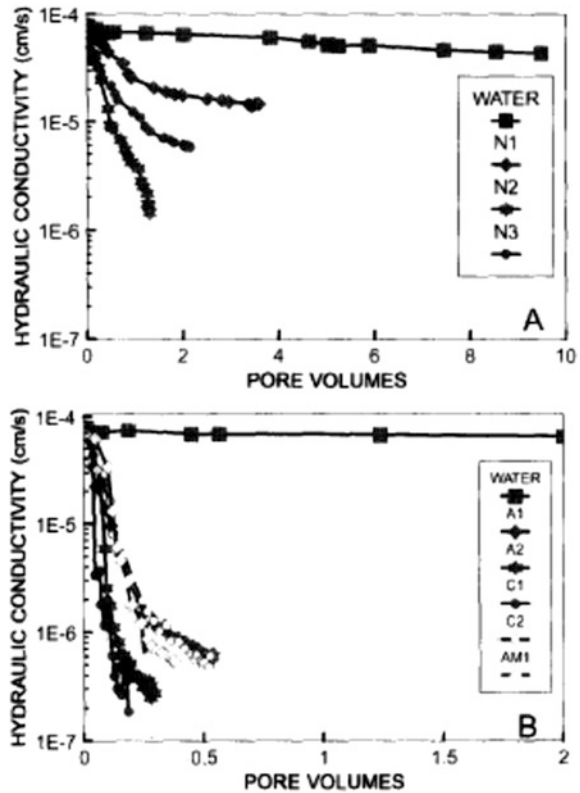 HYDRAULIC CONDUCTIVITY (cm/s)
1E-4
1E-5
1E-6
1E-7
WATER
N1
N2
N3
A
0 2 4 6 8 10
PORE VOLUMES
HYDRAULIC CONDUCTIVITY (cm/s)
1E-4
1E-5
1E-6
1E-7
WATER
A1
A2
C1
C2
AM1
B
0 0.5 1 1.5 2
PORE VOLUMES